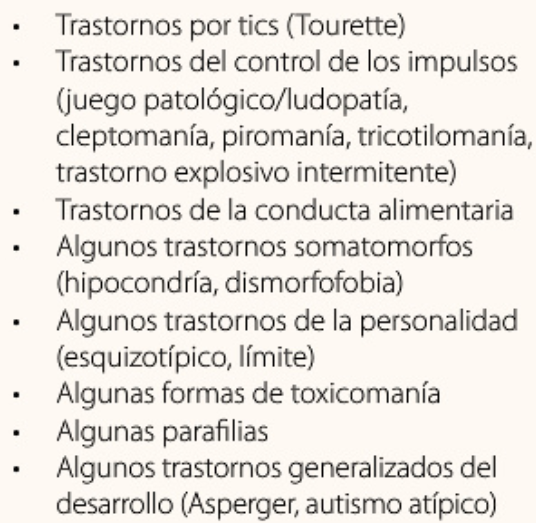 • Trastornos por tics (Tourette)
• Trastornos del control de los impulsos
(juego patológico/ludopatía,
cleptomanía, piromanía, tricotilomanía,
trastorno explosivo intermitente)
• Trastornos de la conducta alimentaria
• Algunos trastornos somatomorfos
(hipocondría, dismorfofobia)
• Algunos trastornos de la personalidad
(esquizotípico, límite)
• Algunas formas de toxicomanía
• Algunas parafilias
• Algunos trastornos generalizados del
desarrollo (Asperger, autismo atípico)